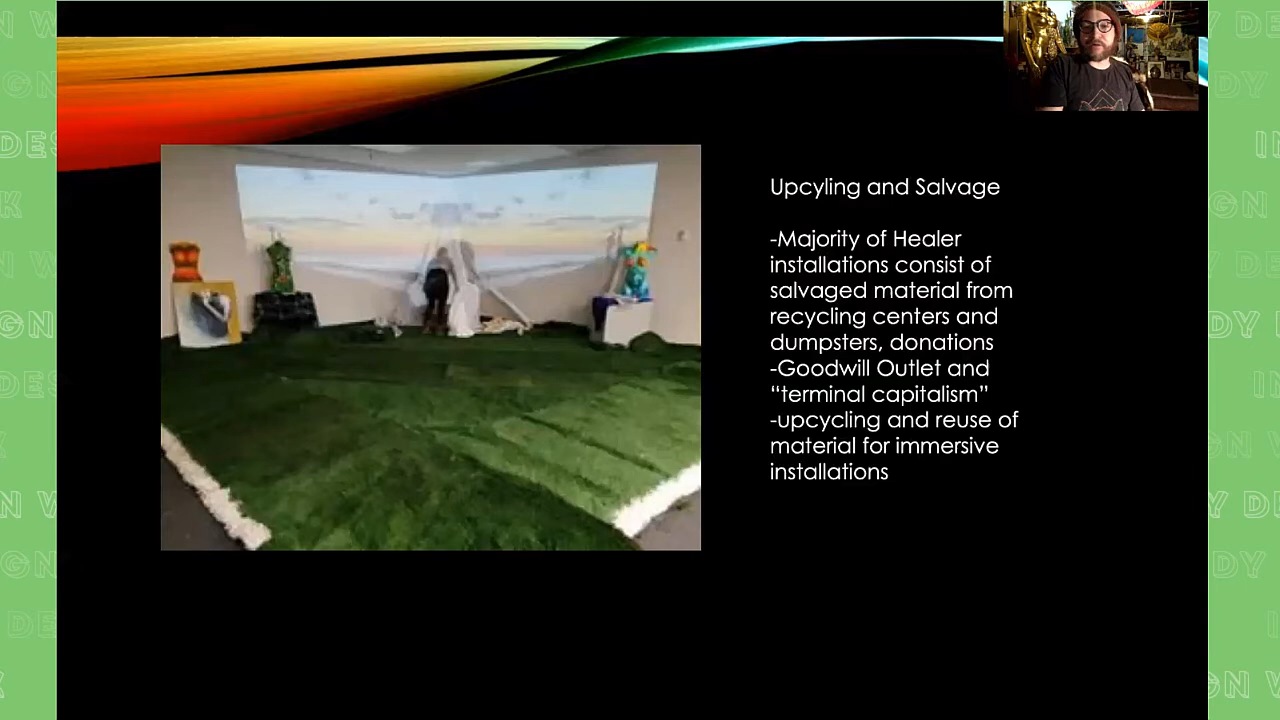 Upcyling and Salvage
-Majority of Healer
installations consist of
salvaged material from
recycling centers and
dumpsters, donations
-Goodwill Outlet and
“terminal capitalism”
-upcycling and reuse of
material for immersive
installations